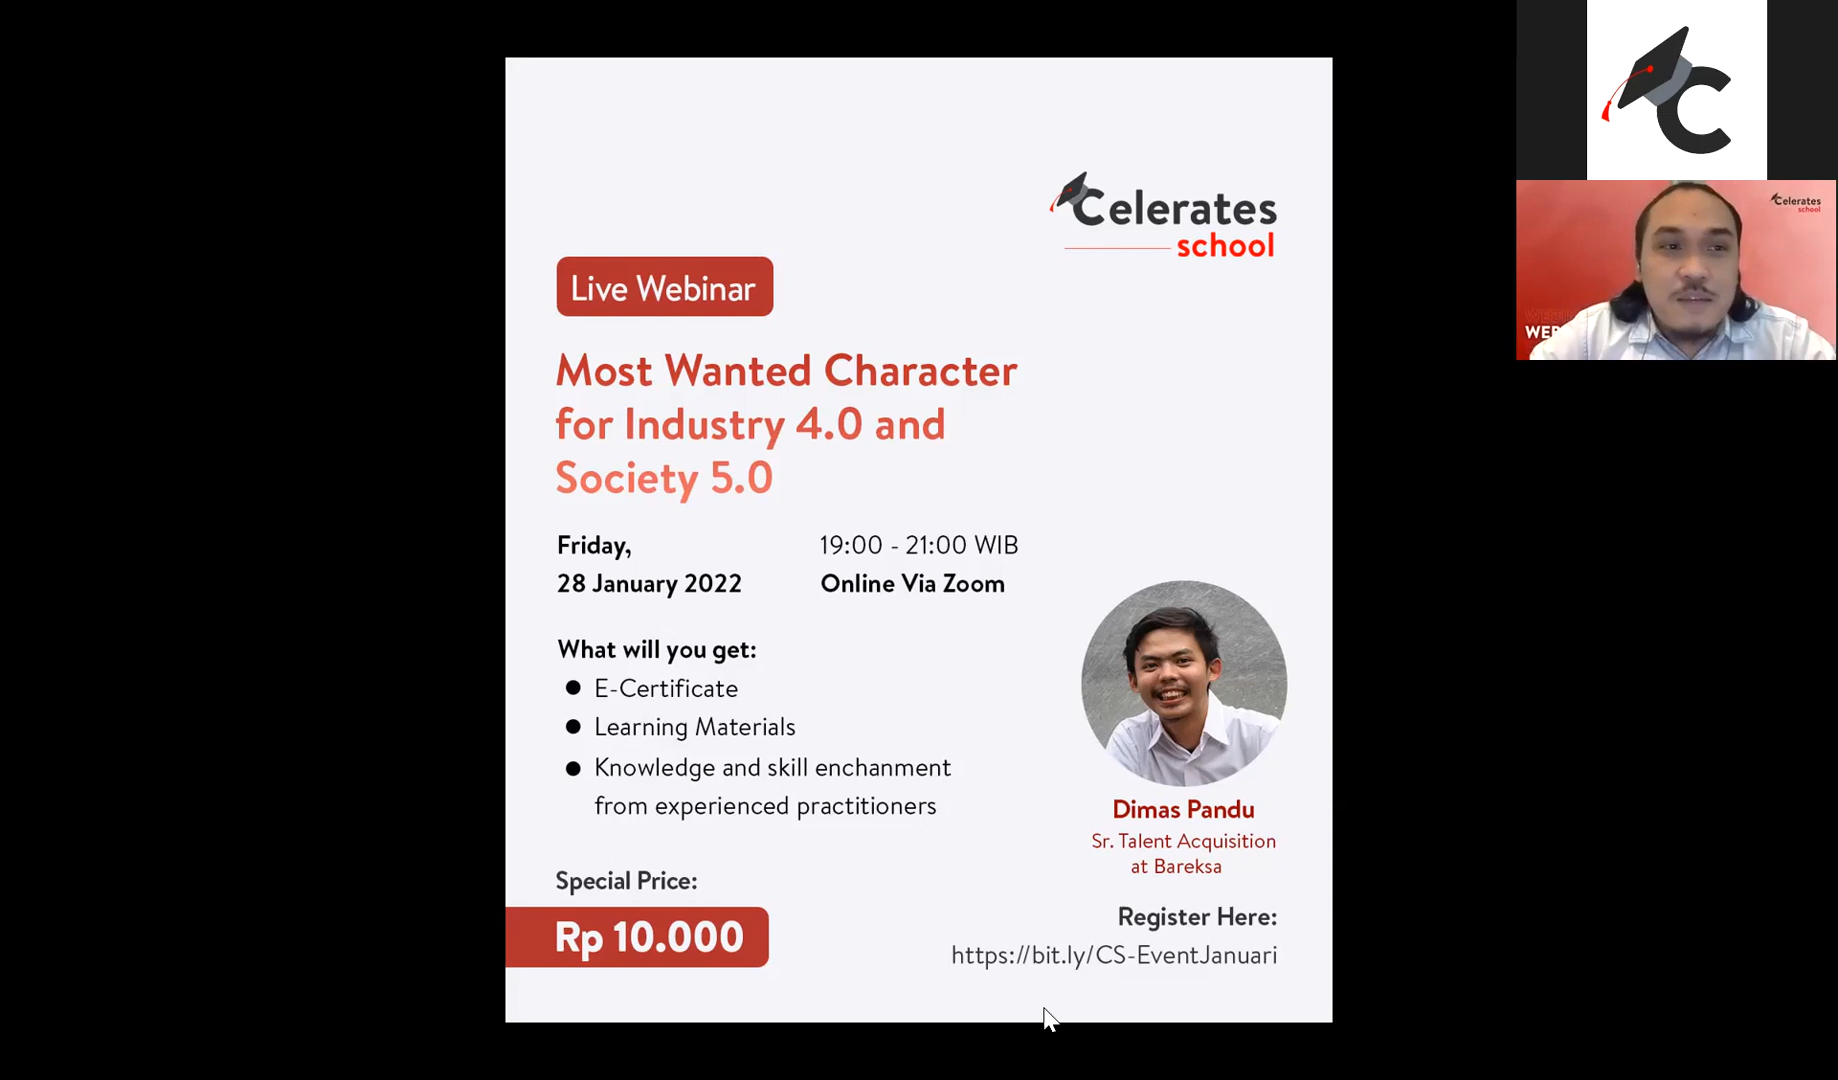 Celerates
school
Live Webinar
Most Wanted Character
for Industry 4.0 and
Society 5.0
Friday,
28 January 2022
19:00 - 21:00 WIB
Online Via Zoom
What will you get:
E-Certificate
Learning Materials
Knowledge and skill enchanment
from experienced practitioners
Dimas Pandu
Sr. Talent Acquisition
at Bareksa
Special Price:
Rp 10.000
Register Here:
https://bit.ly/CS-EventJanuari
C
Celerates
school